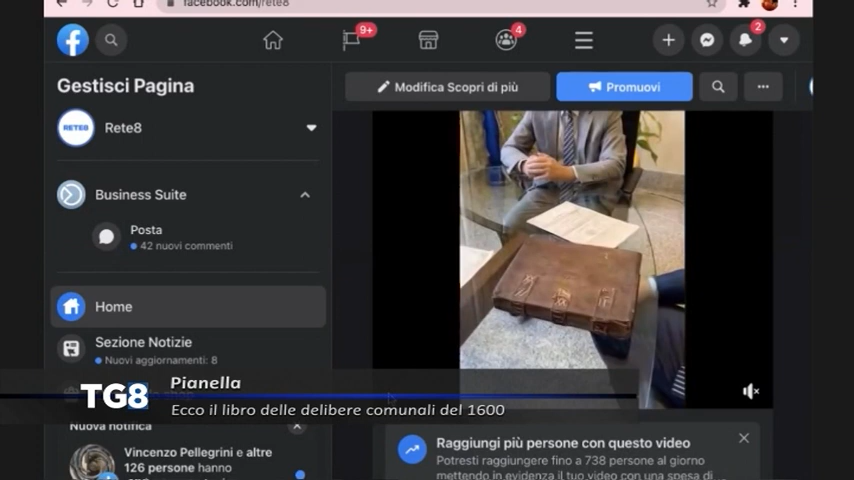 facebook.com/rete8
9+
4
2
Gestisci Pagina
Modifica Scopri di più
Promuovi
RETE8
Rete8
Business Suite
Posta
42 nuovi commenti
Home
Sezione Notizie
Nuovi aggiornamenti: 8
TG8
Pianella
Ecco il libro delle delibere comunali del 1600
Nuova notifica
Vincenzo Pellegrini e altre
126 persone hanno
Raggiungi più persone con questo video
Potresti raggiungere fino a 738 persone al giorno
mettendo in evidenza il tuo video con una spesa di